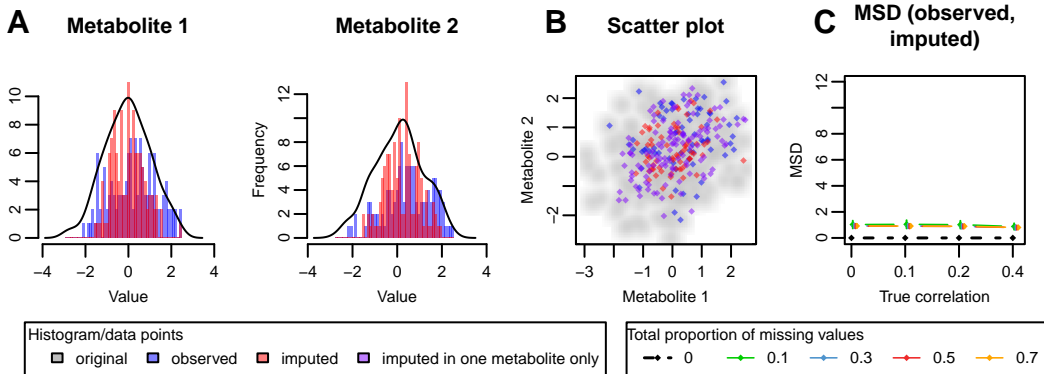 A
Metabolite 1
0 2 4 6 8 10
−4 −2 0 2 4
Value
Metabolite 2
Frequency
0 2 4 6 8 12
−4 −2 0 2 4
Value
B
Scatter plot
Metabolite 2
−2 0 1 2
−3 −1 0 1 2
Metabolite 1
C
MSD (observed,
imputed)
MSD
0 2 4 6 8 12
0 0.1 0.2 0.4
True correlation
Histogram/data points
original observed imputed imputed in one metabolite only
Total proportion of missing values
0 0.1 0.3 0.5 0.7